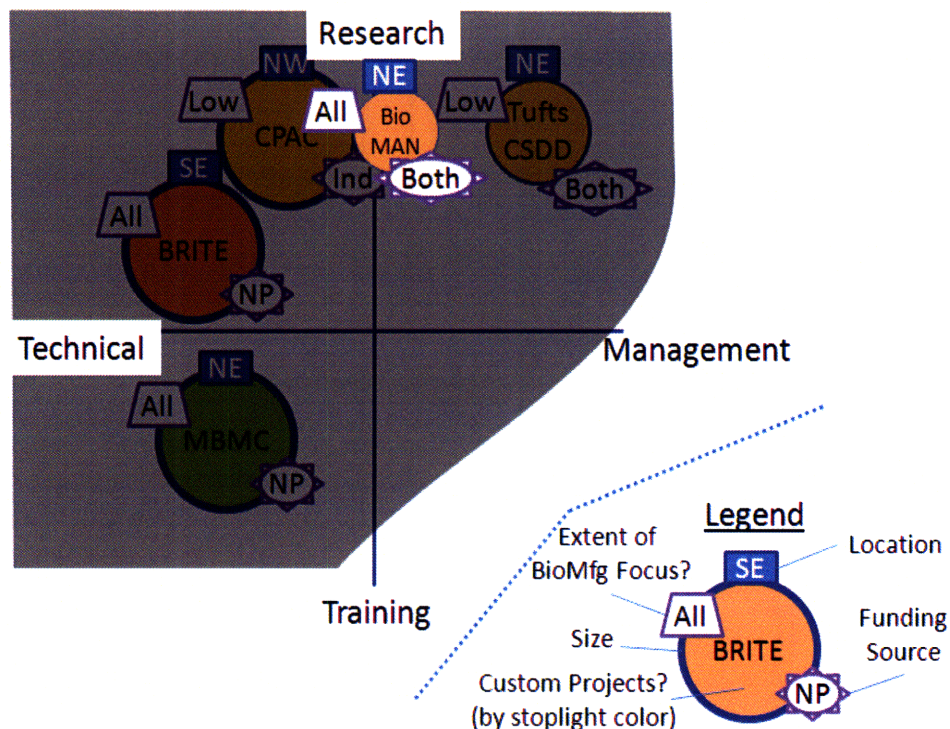 Research
NW
NE
NE
Low
All
Bio
MAN
Low
Tufts
CSDD
CPAC
Ind
Both
Both
SE
All
BRITE
NP
Technical
Management
NE
All
MBMC
NP
Training
Legend
Extent of
BioMfg Focus?
SE
Location
All
Size
BRITE
Funding
Source
Custom Projects?
(by stoplight color)
NP